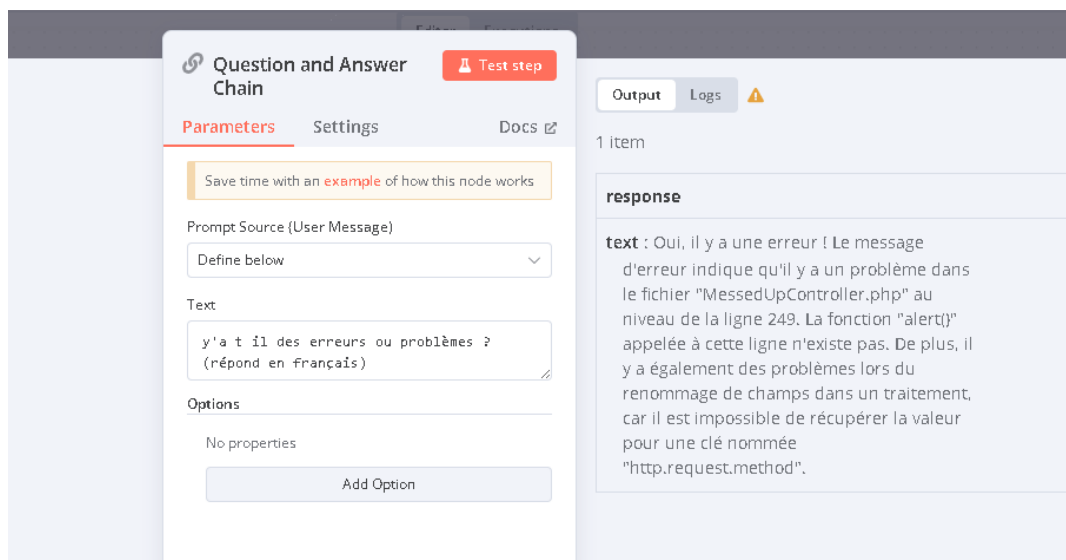 Editor Executions
Question and Answer
Chain
Test step
Parameters Settings Docs
Save time with an example of how this node works
Prompt Source (User Message)
Define below
Text
y'a t il des erreurs ou problèmes ?
(répond en français)
Options
No properties
Add Option
Output Logs
1 item
response
text : Oui, il y a une erreur ! Le message
d'erreur indique qu'il y a un problème dans
le fichier "MessedUpController.php" au
niveau de la ligne 249. La fonction "alert()"
appelée à cette ligne n'existe pas. De plus, il
y a également des problèmes lors du
renommage de champs dans un traitement,
car il est impossible de récupérer la valeur
pour une clé nommée
"http.request.method".